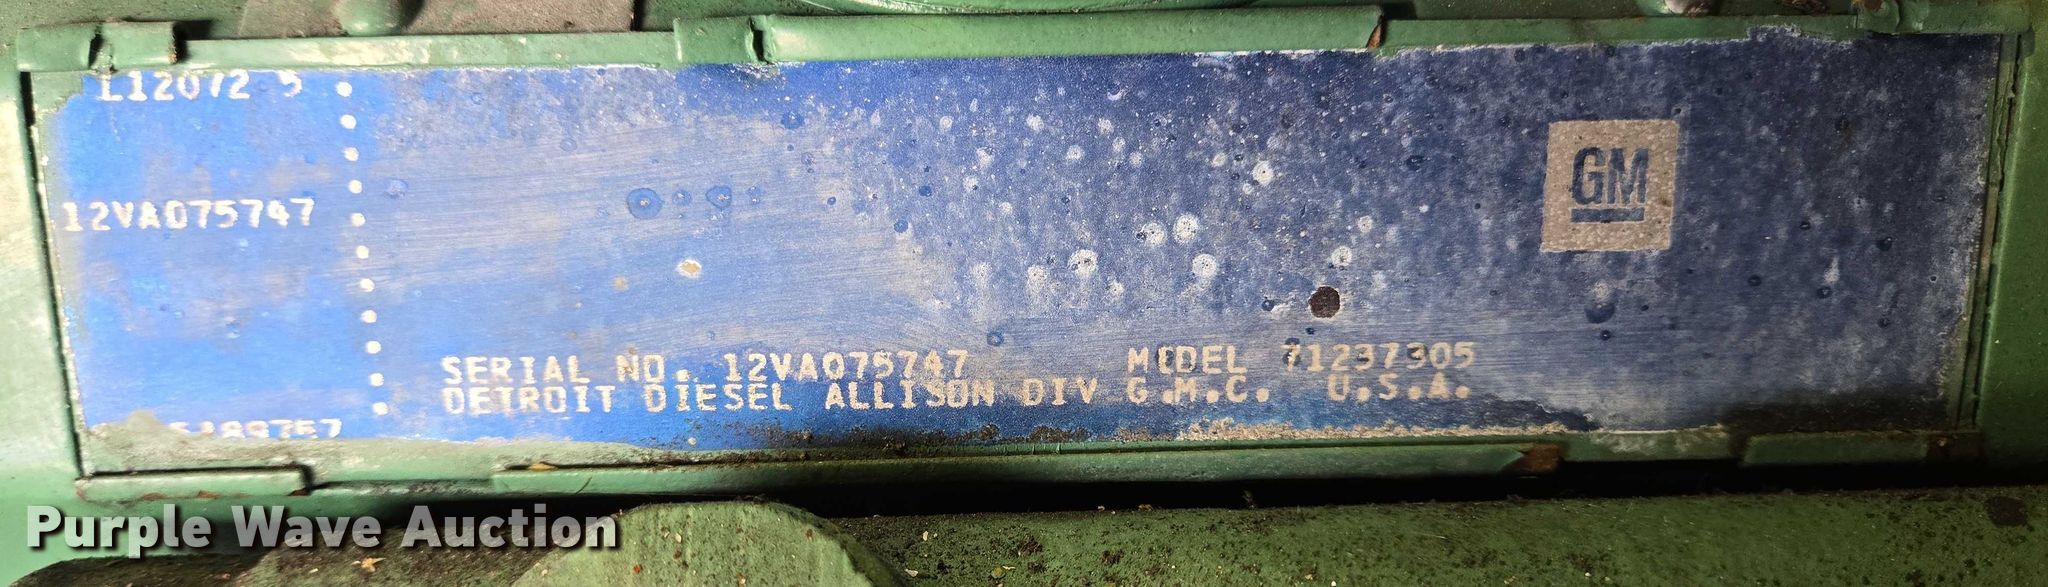 L12072 5
12VA075747
GM
SERIAL NO. 12VA075747 MODEL 71237305
DETROIT DIESEL ALLISON DIV G.M.C. U.S.A.
Purple Wave Auction